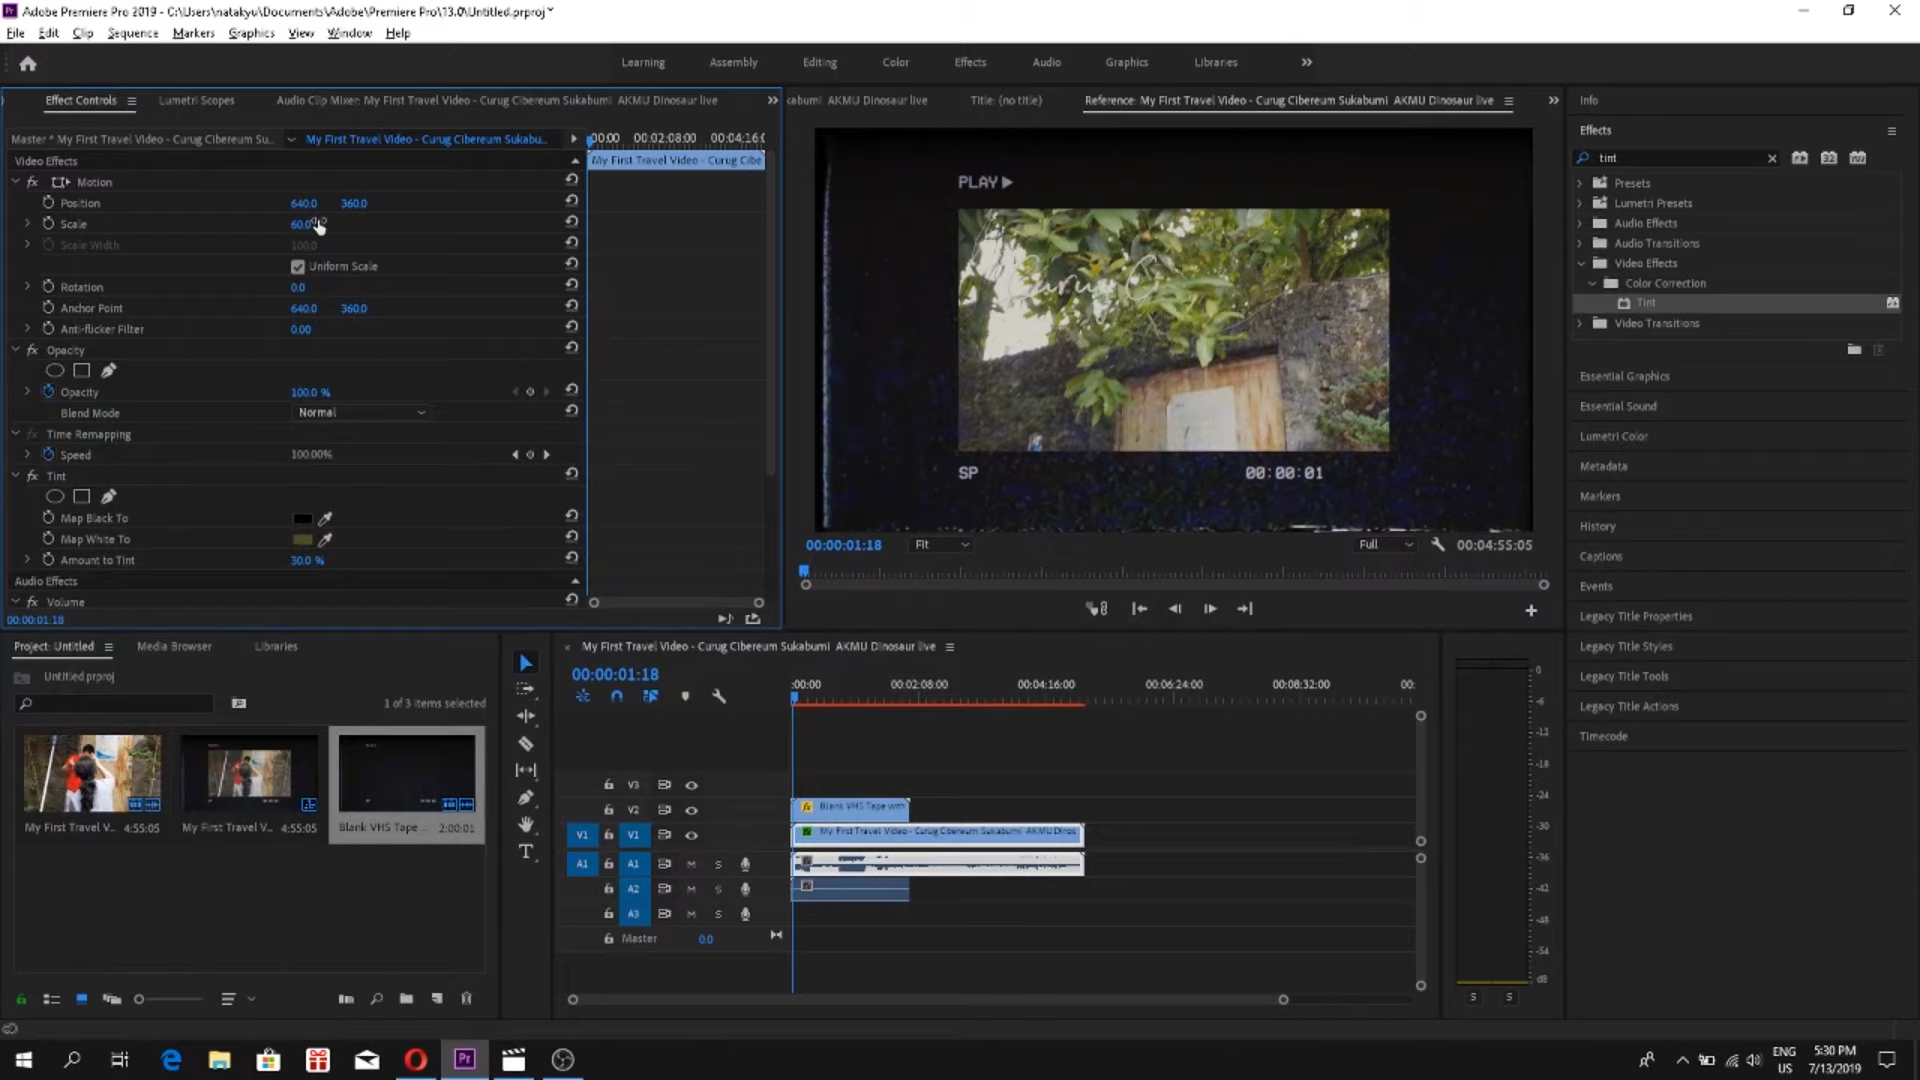 Adobe Premiere Pro 2019 - C:\Users\natakyu\Documents\Adobe\Premiere Pro\13.0\Untitled.prproj *
File Edit Clip Sequence Markers Graphics View Window Help
Learning Assembly Editing Color Effects Audio Graphics Libraries
Effect Controls Lumetri Scopes Audio Clip Mixer: My First Travel Video - Curug Cibereum Sukabumi AKMU Dinosaur live
cabumi AKMU Dinosaur live Title: (no title) Reference: My First Travel Video - Curug Cibereum Sukabumi AKMU Dinosaur live
Info
Effects
tint
Presets
Lumetri Presets
Audio Effects
Audio Transitions
Video Effects
Color Correction
Tint
Video Transitions
Essential Graphics
Essential Sound
Lumetri Color
Metadata
Markers
History
Captions
Events
Legacy Title Properties
Legacy Title Styles
Legacy Title Tools
Legacy Title Actions
Timecode
Master * My First Travel Video - Curug Cibereum Su... My First Travel Video - Curug Cibereum Sukabu... 00:00 00:02:08:00 00:04:16:0
Video Effects My First Travel Video - Curug Cibe
Motion
Position 640.0 360.0
Scale 60.0
Scale Width 100.0
Uniform Scale
Rotation 0.0
Anchor Point 640.0 360.0
Anti-flicker Filter 0.00
Opacity
Opacity 100.0 %
Blend Mode Normal
Time Remapping
Speed 100.00%
Tint
Map Black To
Map White To
Amount to Tint 30.0 %
Audio Effects
Volume
00:00:01:18
PLAY
Curug C
SP 00:00:01
00:00:01:18 Fit Full 00:04:55:05
Project: Untitled Media Browser Libraries
Untitled.prproj
1 of 3 items selected
My First Travel V... 4:55:05 My First Travel V... 4:55:05 Blank VHS Tape ... 2:00:01
My First Travel Video - Curug Cibereum Sukabumi AKMU Dinosaur live
00:00:01:18
:00:00 00:02:08:00 00:04:16:00 00:06:24:00 00:08:32:00 00:
V3
V2 Blank VHS Tape with
V1 V1 My First Travel Video - Curug Cibereum Sukabumi AKMU Dinos
A1 A1 M S
A2 M S
A3 M S
Master 0.0
0
-6
-12
-18
-24
-30
-36
-42
-48
-54
dB
S S
ENG
US
5:30 PM
7/13/2019